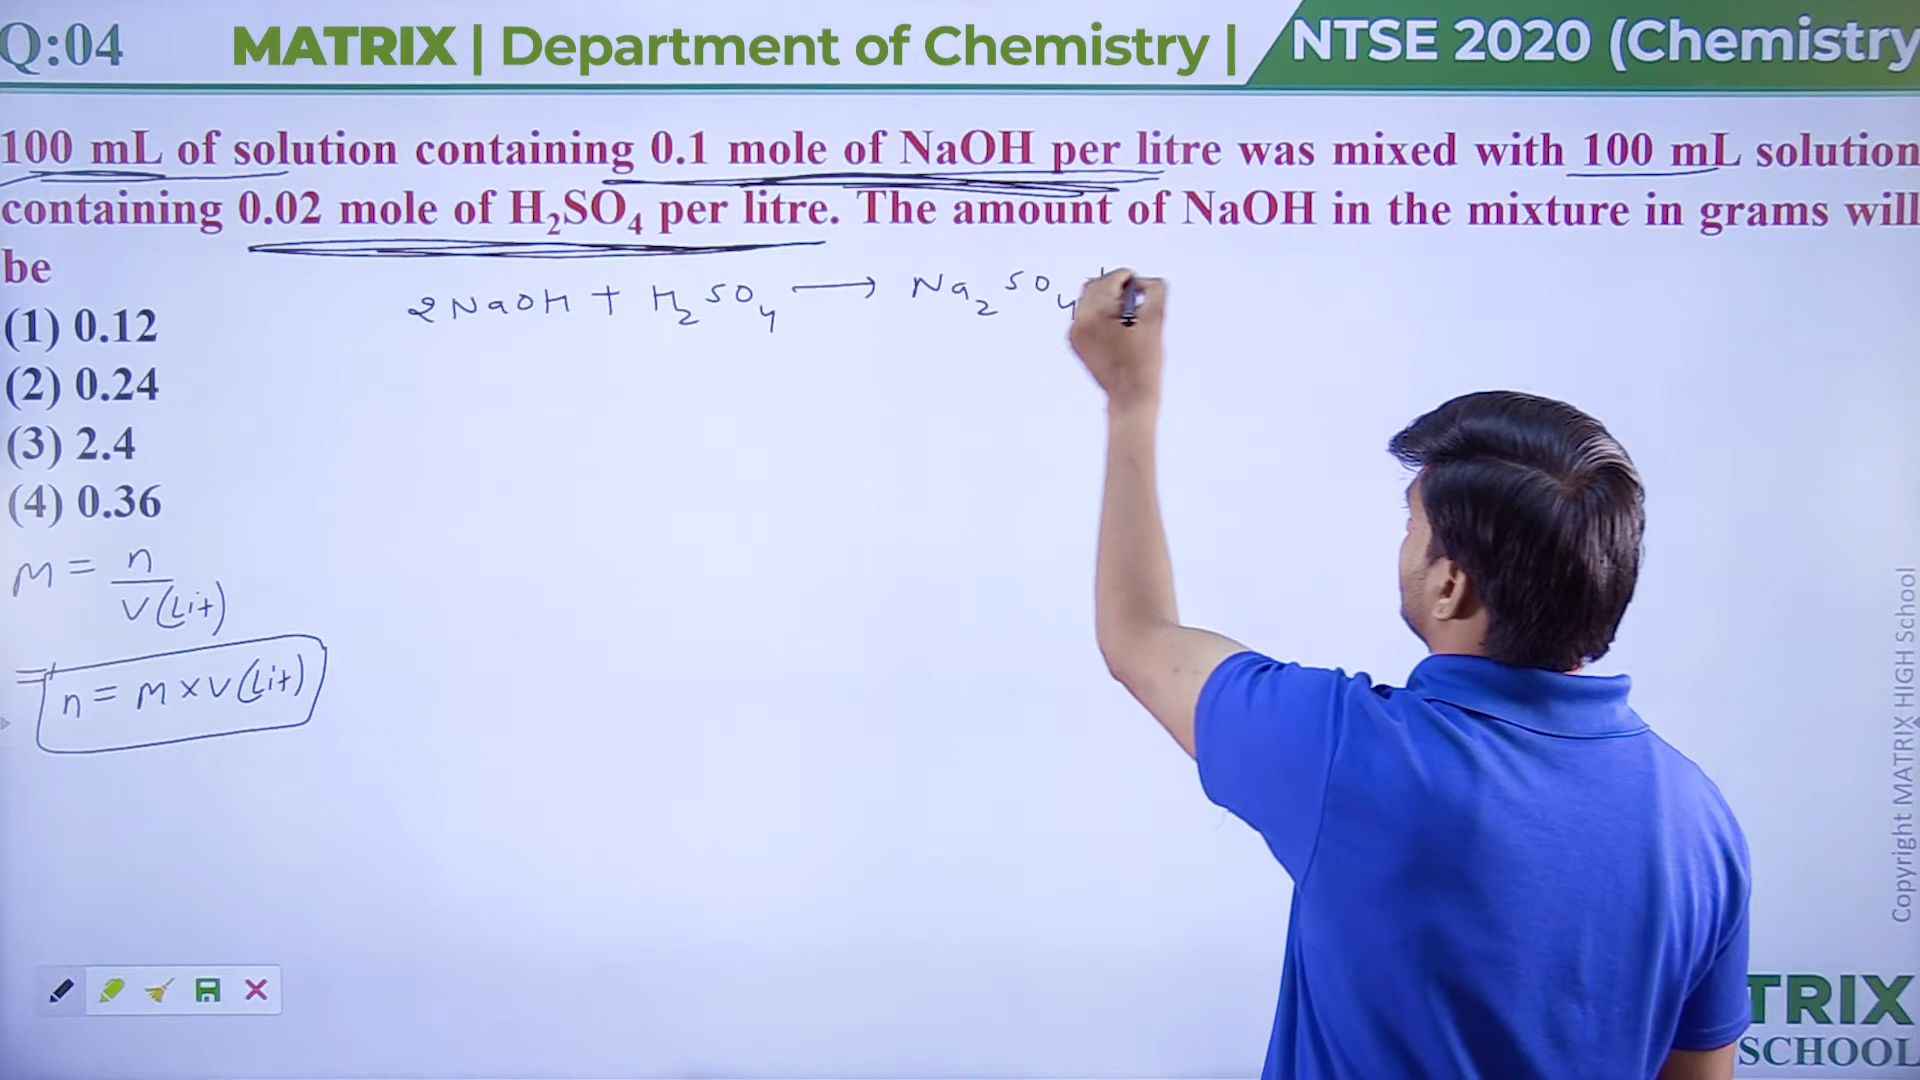 Q:04 MATRIX | Department of Chemistry | NTSE 2020 (Chemistry
100 mL of solution containing 0.1 mole of NaOH per litre was mixed with 100 mL solution
containing 0.02 mole of H₂SO₄ per litre. The amount of NaOH in the mixture in grams will
be
2NaOH + H₂SO₄ ⟶ Na₂SO₄ +
(1) 0.12
(2) 0.24
(3) 2.4
(4) 0.36
M = n / V(Lit)
⇒ n = M × V(Lit)
Copyright MATRIX HIGH School
TRIX
SCHOOL